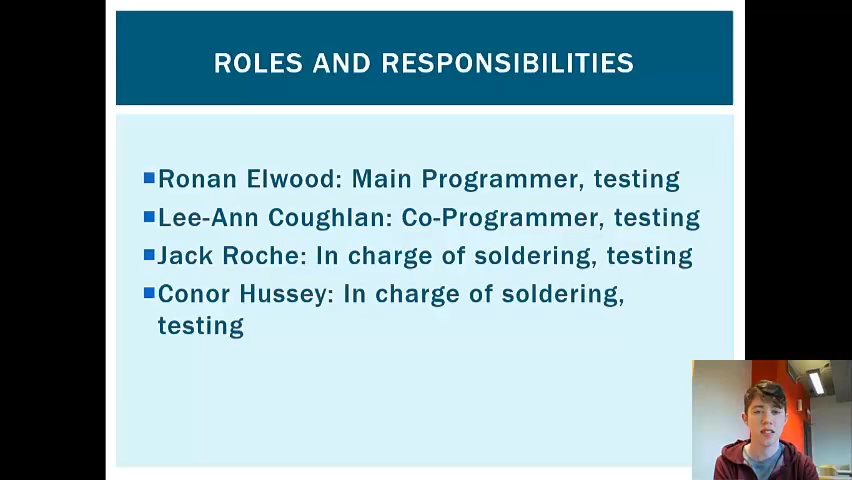 ROLES AND RESPONSIBILITIES
Ronan Elwood: Main Programmer, testing
Lee-Ann Coughlan: Co-Programmer, testing
Jack Roche: In charge of soldering, testing
Conor Hussey: In charge of soldering,
testing